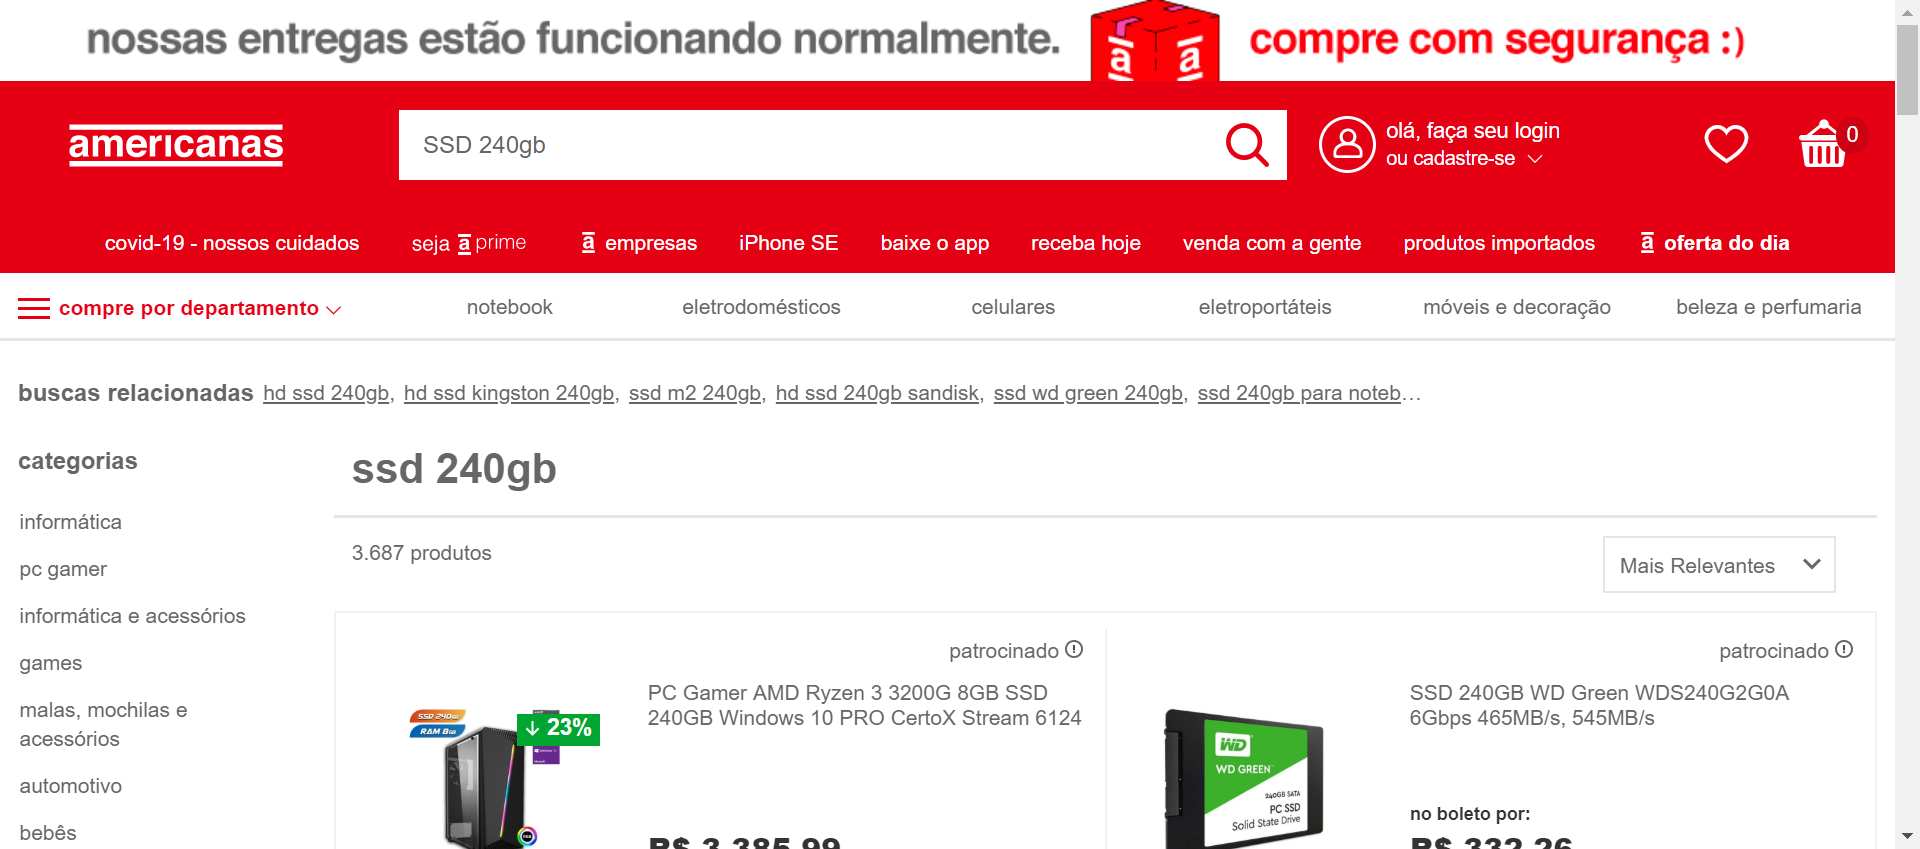 nossas entregas estão funcionando normalmente. compre com segurança :)
americanas
SSD 240gb
olá, faça seu login
ou cadastre-se
0
covid-19 - nossos cuidados seja a prime a empresas iPhone SE baixe o app receba hoje venda com a gente produtos importados a oferta do dia
compre por departamento notebook eletrodomésticos celulares eletroportáteis móveis e decoração beleza e perfumaria
buscas relacionadas hd ssd 240gb, hd ssd kingston 240gb, ssd m2 240gb, hd ssd 240gb sandisk, ssd wd green 240gb, ssd 240gb para noteb…
categorias
informática
pc gamer
informática e acessórios
games
malas, mochilas e
acessórios
automotivo
bebês
ssd 240gb
3.687 produtos
Mais Relevantes
patrocinado
SSD 240GB
RAM 8GB
23%
PC Gamer AMD Ryzen 3 3200G 8GB SSD
240GB Windows 10 PRO CertoX Stream 6124
R$ 3.385,99
patrocinado
WD
WD GREEN
240GB SATA
PC SSD
Solid State Drive
SSD 240GB WD Green WDS240G2G0A
6Gbps 465MB/s, 545MB/s
no boleto por:
R$ 332,26